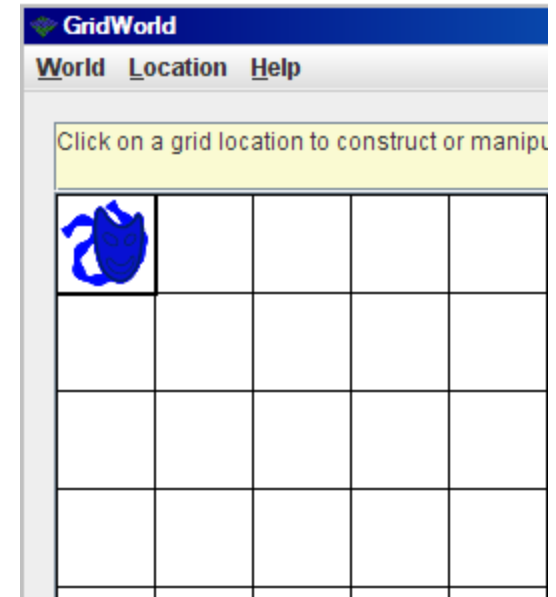 GridWorld
World Location Help
Click on a grid location to construct or manipu